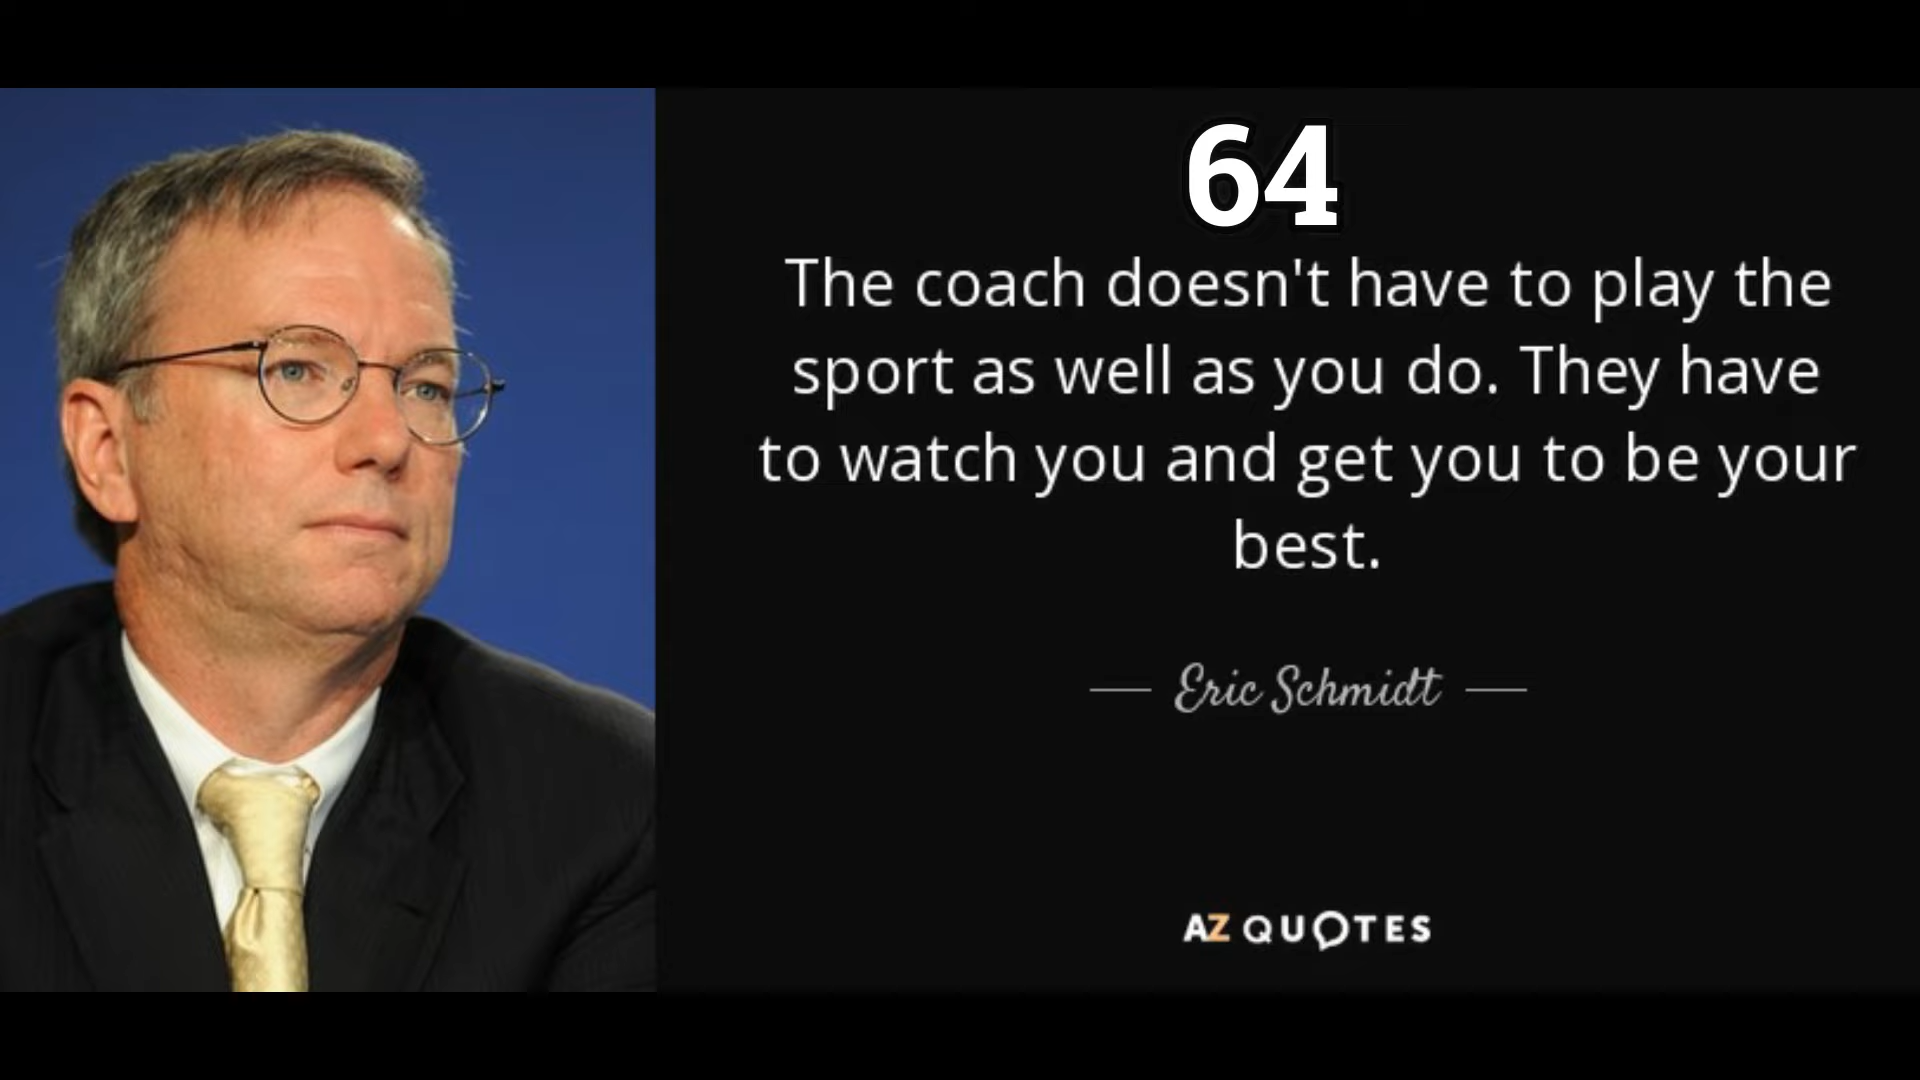 64
The coach doesn't have to play the
sport as well as you do. They have
to watch you and get you to be your
best.
Eric Schmidt
AZ QUOTES